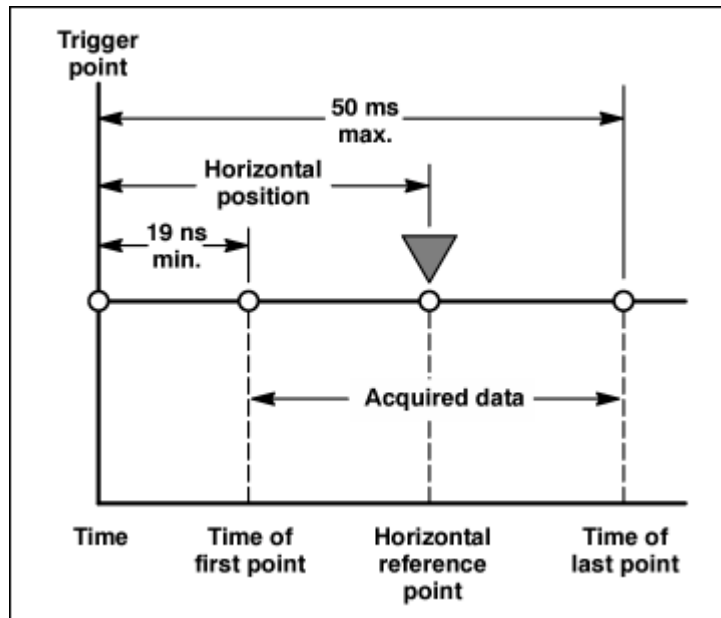 Trigger
point
50 ms
max.
Horizontal
position
19 ns
min.
Acquired data
Time
Time of
first point
Horizontal
reference
point
Time of
last point